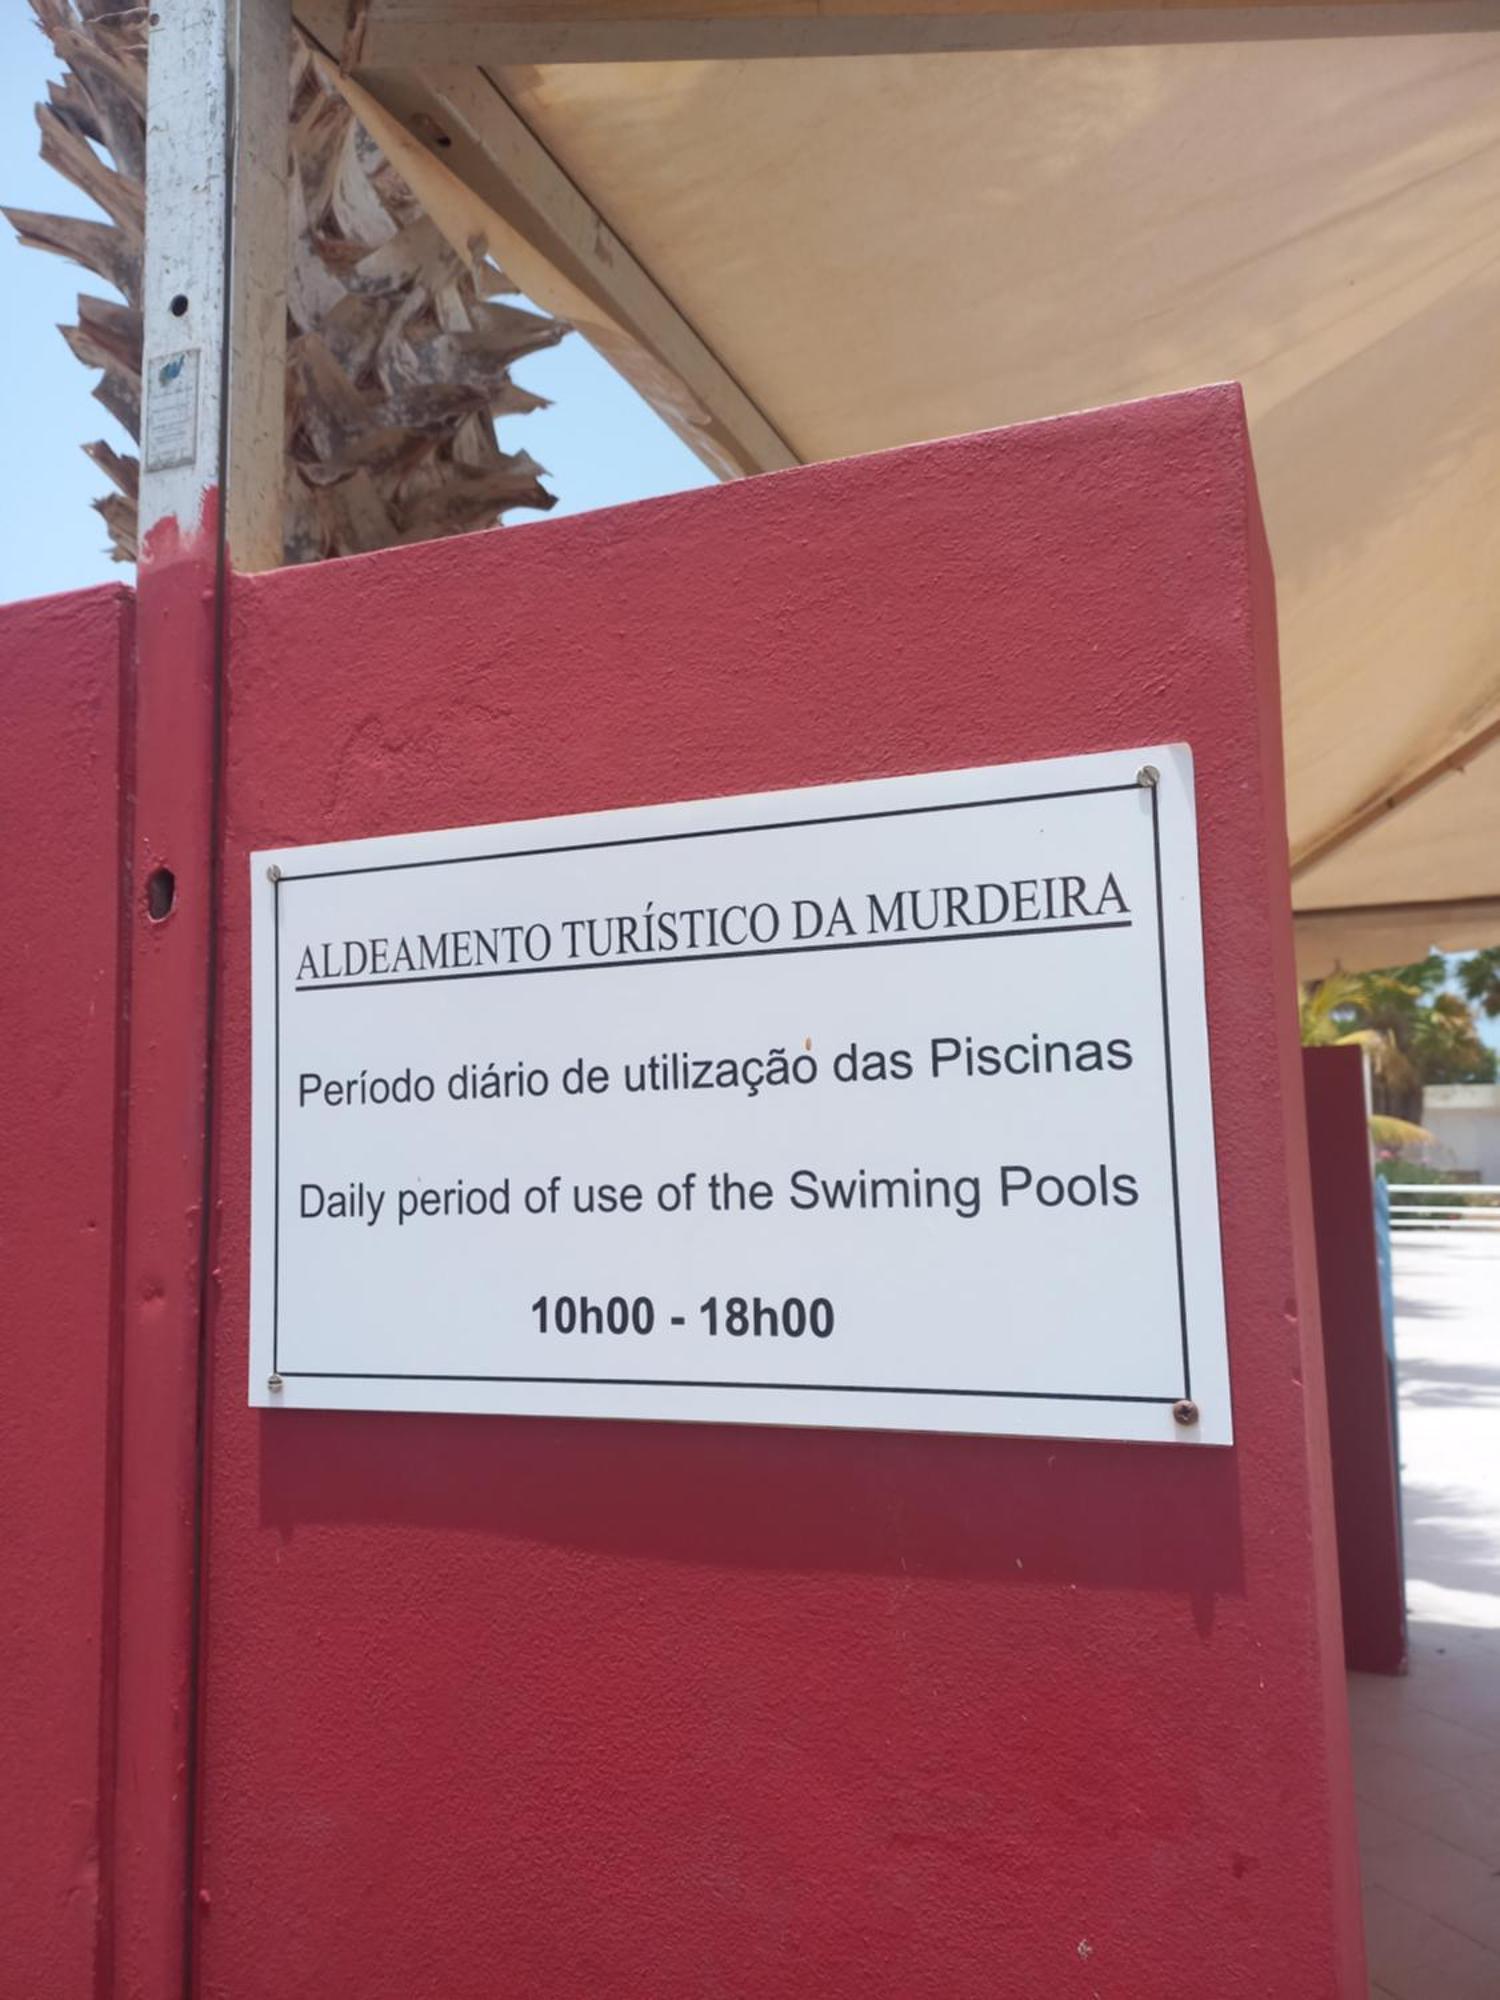 ALDEAMENTO TURÍSTICO DA MURDEIRA
Período diário de utilização das Piscinas
Daily period of use of the Swiming Pools
10h00 - 18h00